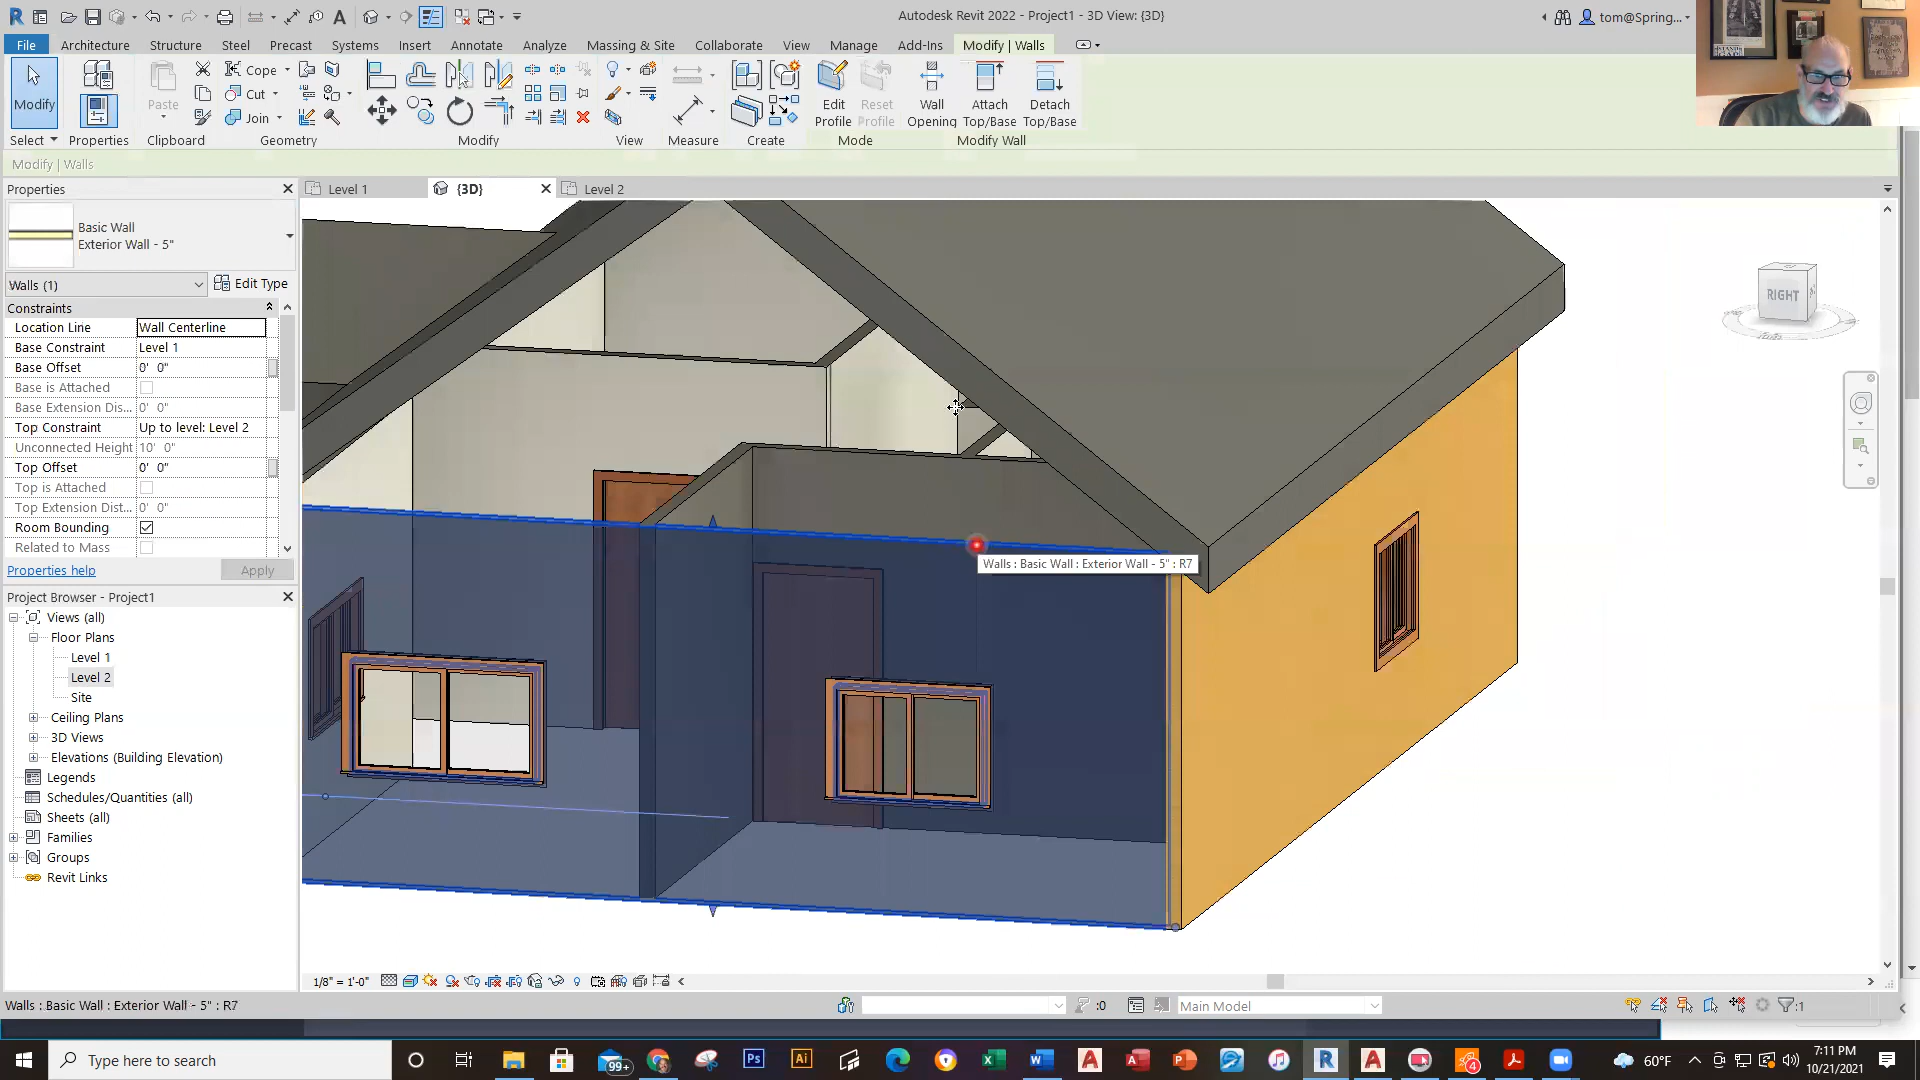 Autodesk Revit 2022 - Project1 - 3D View: {3D}
tom@Spring...
File Architecture Structure Steel Precast Systems Insert Annotate Analyze Massing & Site Collaborate View Manage Add-Ins Modify | Walls
Cope
Cut
Join
Modify
Paste
Edit Profile
Reset Profile
Wall Opening
Attach Top/Base
Detach Top/Base
Select Properties Clipboard Geometry Modify View Measure Create Mode Modify Wall
Modify | Walls
Properties
Level 1 {3D} Level 2
Basic Wall
Exterior Wall - 5"
Walls (1) Edit Type
Constraints
Location Line Wall Centerline
Base Constraint Level 1
Base Offset 0' 0"
Base is Attached
Base Extension Dis... 0' 0"
Top Constraint Up to level: Level 2
Unconnected Height 10' 0"
Top Offset 0' 0"
Top is Attached
Top Extension Dist... 0' 0"
Room Bounding
Related to Mass
Properties help Apply
Project Browser - Project1
Views (all)
Floor Plans
Level 1
Level 2
Site
Ceiling Plans
3D Views
Elevations (Building Elevation)
Legends
Schedules/Quantities (all)
Sheets (all)
Families
Groups
Revit Links
RIGHT
Walls : Basic Wall : Exterior Wall - 5" : R7
1/8" = 1'-0"
Walls : Basic Wall : Exterior Wall - 5" : R7
:0
Main Model
:1
Type here to search
99+
Ps
Ai
4
60°F
7:11 PM
10/21/2021